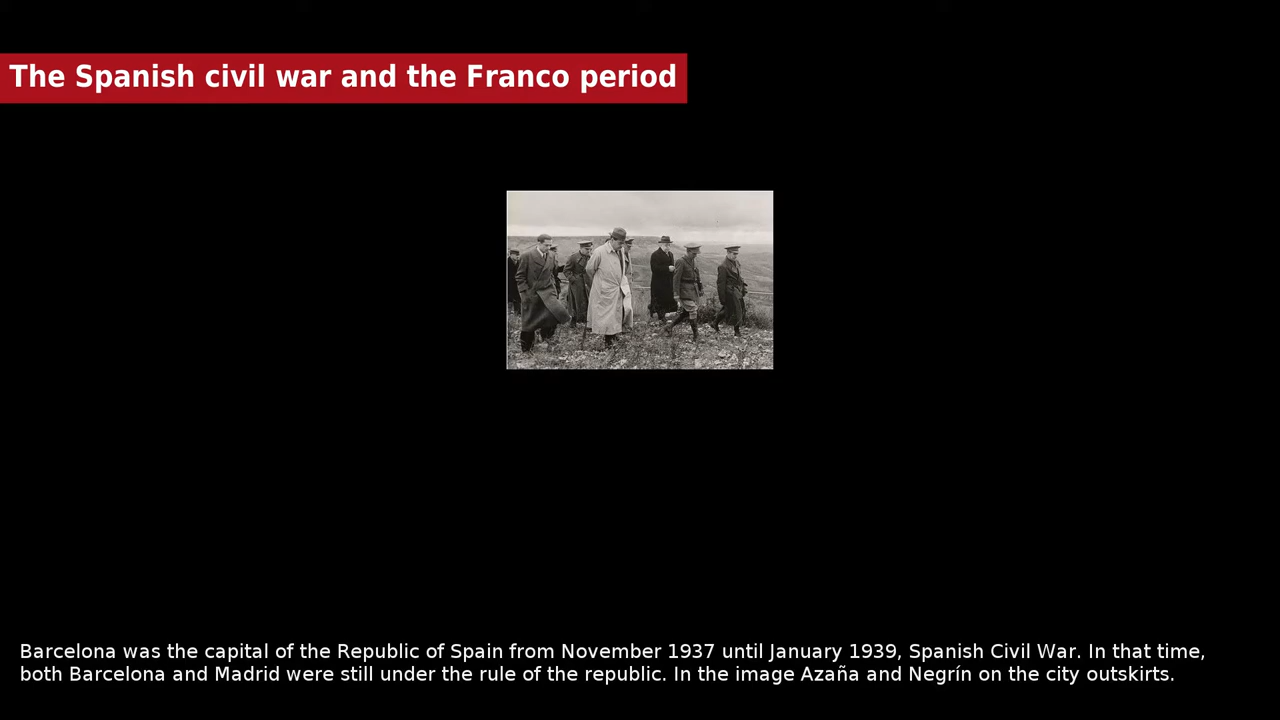 The Spanish civil war and the Franco period
Barcelona was the capital of the Republic of Spain from November 1937 until January 1939, Spanish Civil War. In that time,
both Barcelona and Madrid were still under the rule of the republic. In the image Azaña and Negrín on the city outskirts.